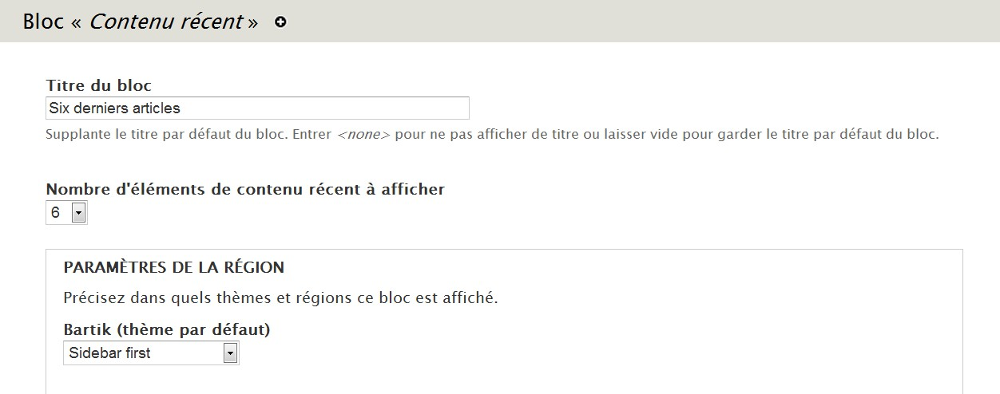 Bloc « Contenu récent »
Titre du bloc
Six derniers articles
Supplante le titre par défaut du bloc. Entrer <none> pour ne pas afficher de titre ou laisser vide pour garder le titre par défaut du bloc.
Nombre d'éléments de contenu récent à afficher
6
PARAMÈTRES DE LA RÉGION
Précisez dans quels thèmes et régions ce bloc est affiché.
Bartik (thème par défaut)
Sidebar first